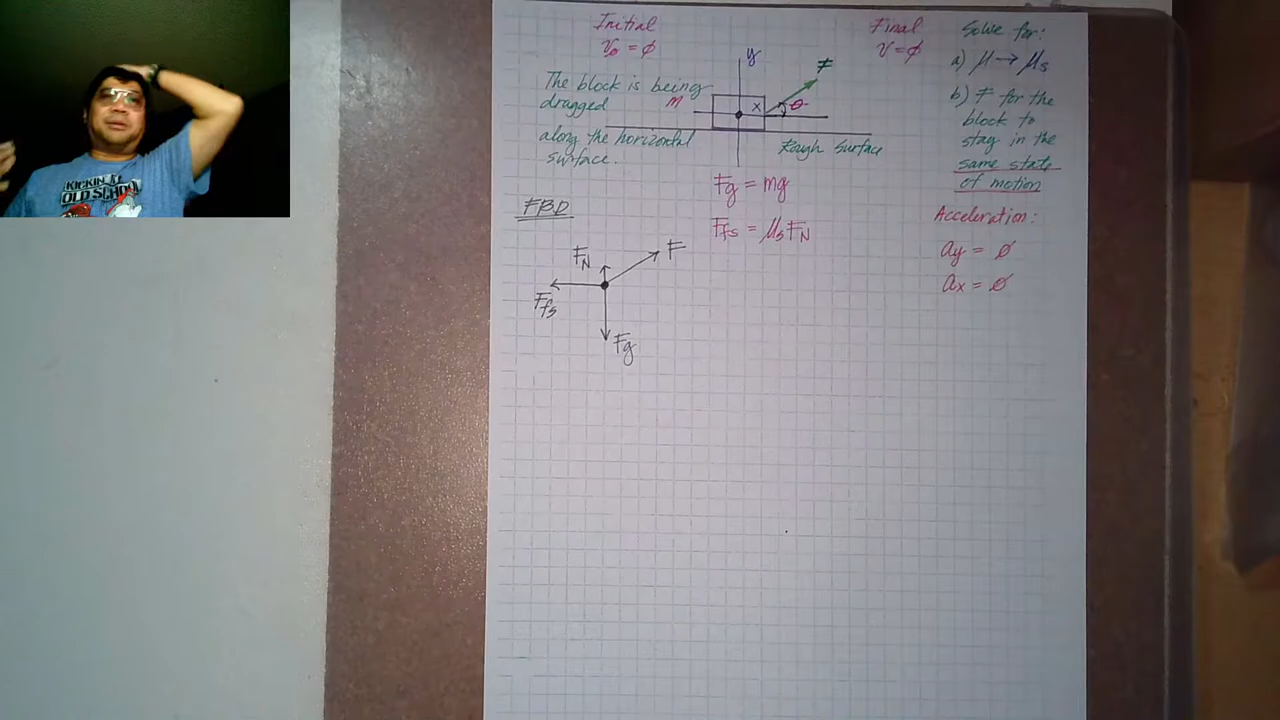 Initial
v₀ = ∅
Final
v = ∅
Solve for:
a) μ → μs
b) F for the
block to
stay in the
same state
of motion
Acceleration:
ay = ∅
ax = ∅
The block is being
dragged
along the horizontal
surface.
m
y
x
F
θ
Rough Surface
Fg = mg
Ffs = μs FN
FBD
FN
F
Ffs
Fg
KICKIN' IT
OLD SCHOOL